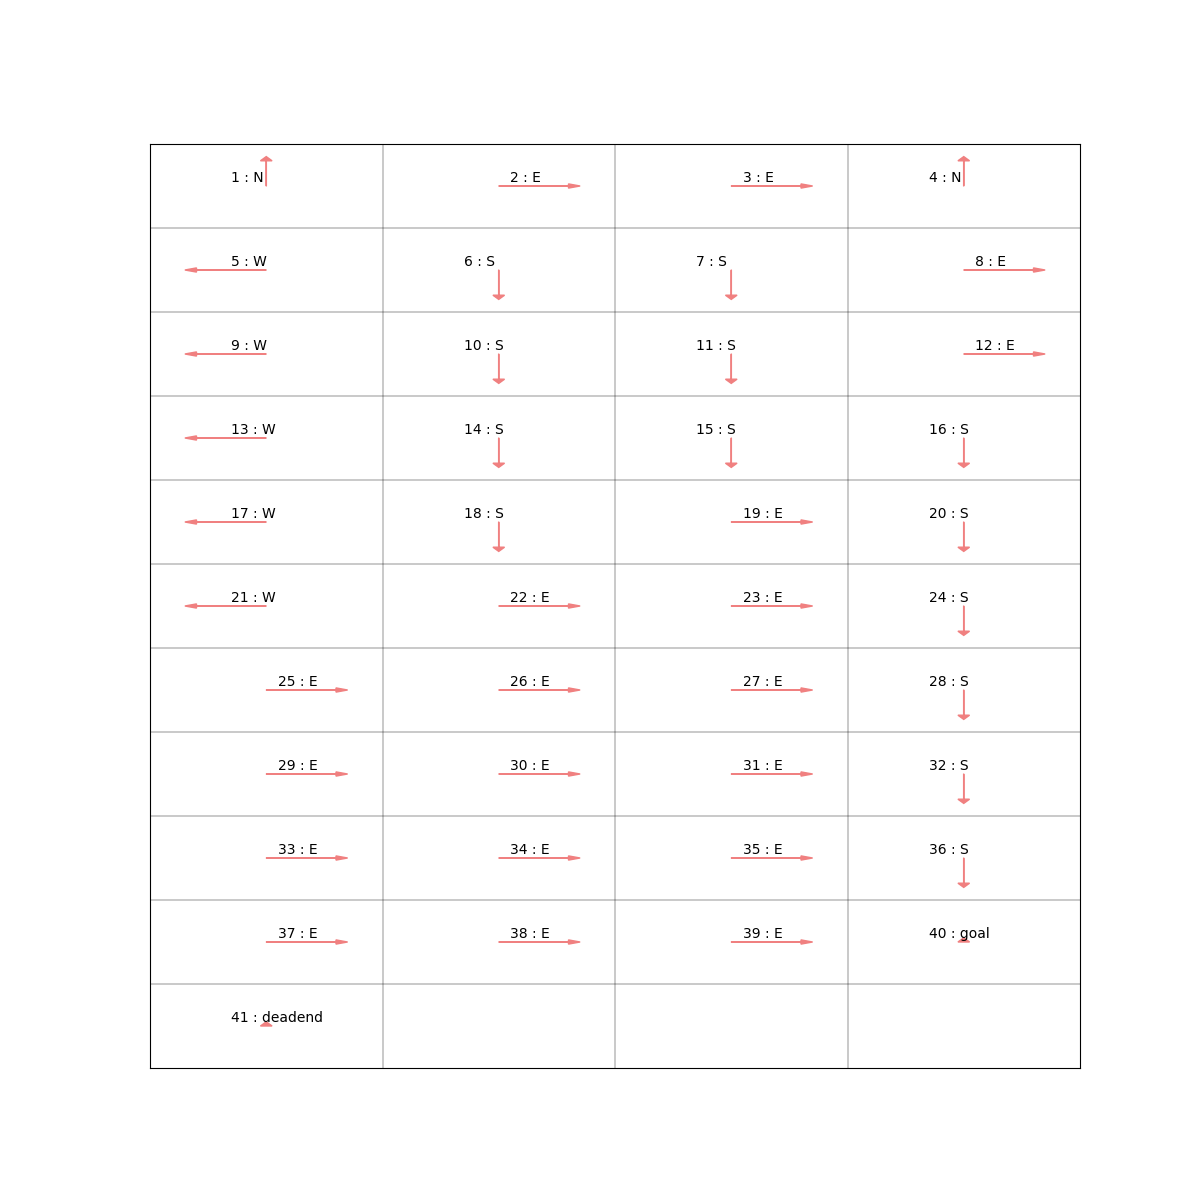 1 : N 2 : E 3 : E 4 : N
5 : W 6 : S 7 : S 8 : E
9 : W 10 : S 11 : S 12 : E
13 : W 14 : S 15 : S 16 : S
17 : W 18 : S 19 : E 20 : S
21 : W 22 : E 23 : E 24 : S
25 : E 26 : E 27 : E 28 : S
29 : E 30 : E 31 : E 32 : S
33 : E 34 : E 35 : E 36 : S
37 : E 38 : E 39 : E 40 : goal
41 : deadend